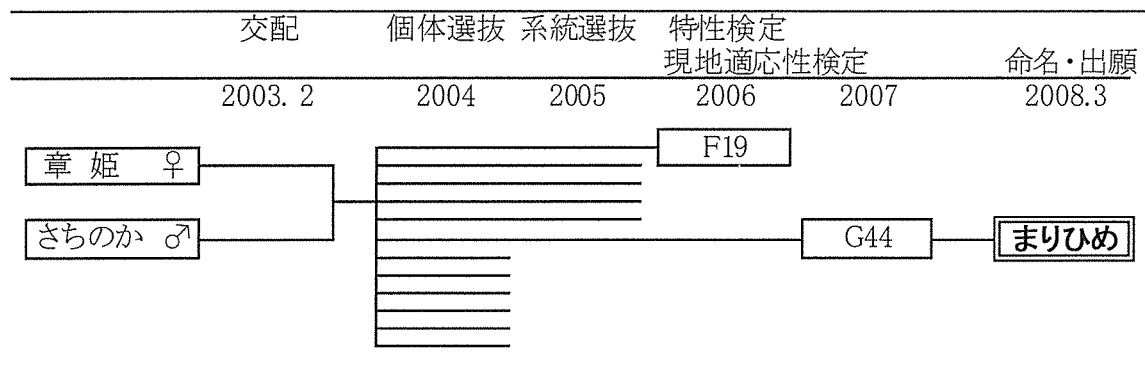 交配 個体選抜 系統選抜 特性検定
現地適応性検定 命名・出願
2003. 2 2004 2005 2006 2007 2008.3
F19
章 姫 ♀
さちのか ♂ G44 まりひめ